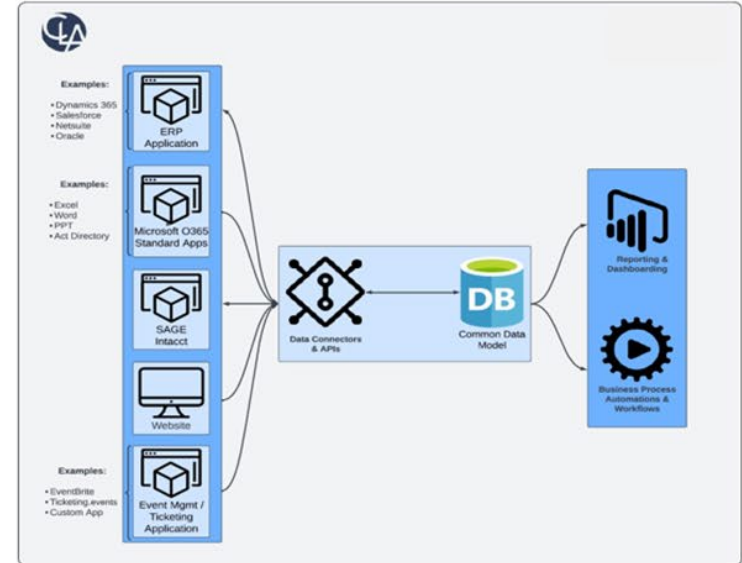 CLA
Examples:
• Dynamics 365
• Salesforce
• Netsuite
• Oracle
ERP
Application
Examples:
• Excel
• Word
• PPT
• Act Directory
Microsoft O365
Standard Apps
SAGE
Intacct
Website
Examples:
• EventBrite
• Ticketing.events
• Custom App
Event Mgmt /
Ticketing
Application
Data Connectors
& APIs
DB
Common Data
Model
Reporting &
Dashboarding
Business Process
Automations &
Workflows